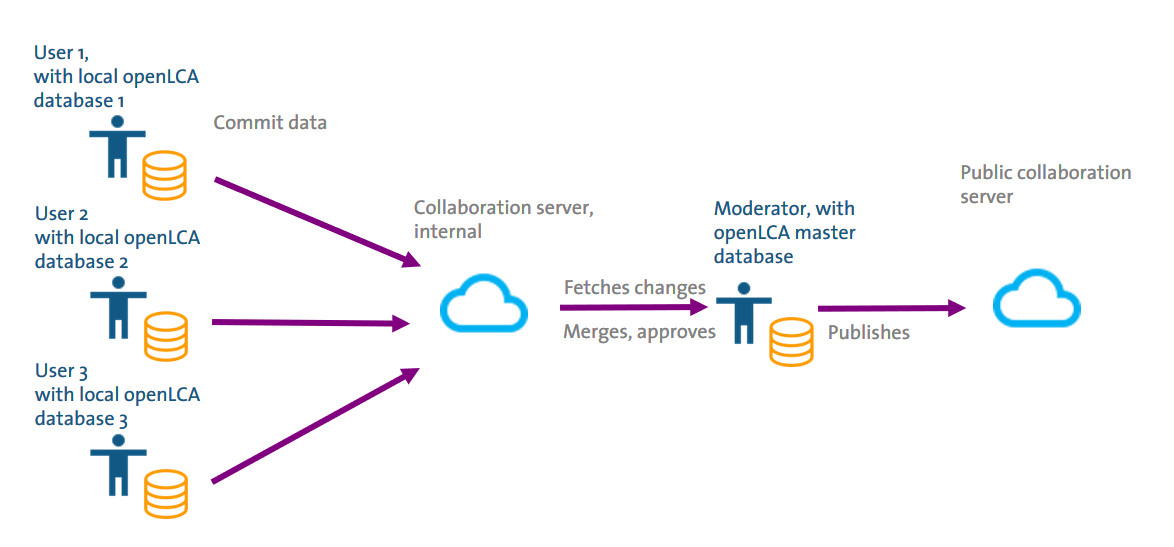 User 1,
with local openLCA
database 1
Commit data
User 2
with local openLCA
database 2
User 3
with local openLCA
database 3
Collaboration server,
internal
Fetches changes
Merges, approves
Moderator, with
openLCA master
database
Publishes
Public collaboration
server